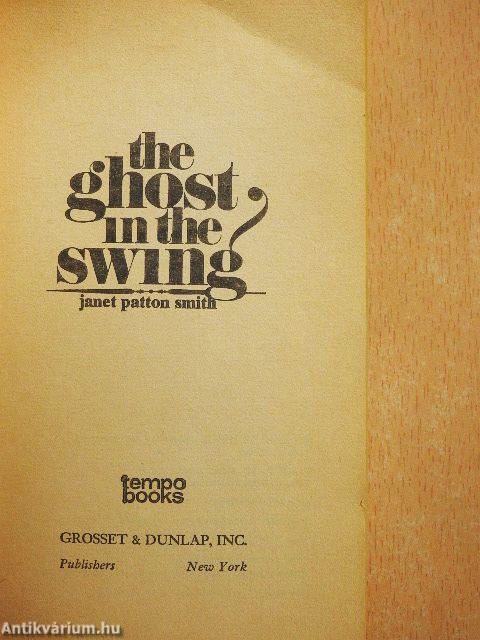 the
ghost
in the
swing
janet patton smith
tempo
books
GROSSET & DUNLAP, INC.
Publishers New York
Antikvárium.hu